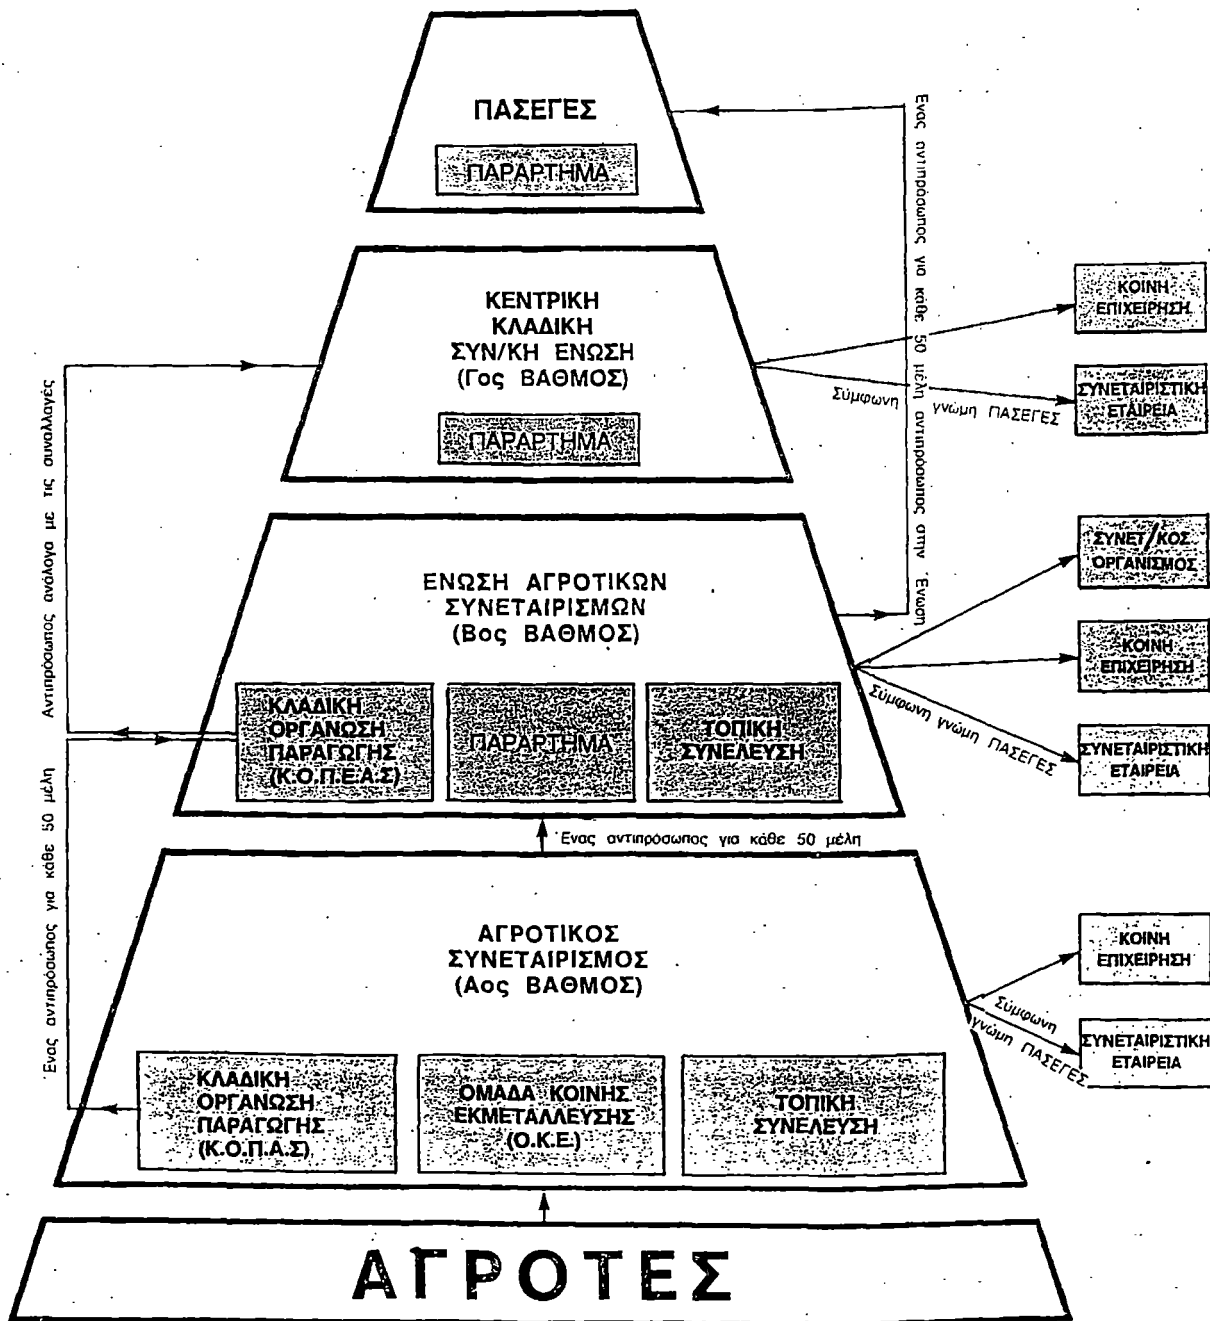 ΠΑΣΕΓΕΣ
ΠΑΡΑΡΤΗΜΑ
Ένας αντιπρόσωπος για κάθε 50 μέλη αντιπρόσωπος στην Ένωση
ΚΕΝΤΡΙΚΗ
ΚΛΑΔΙΚΗ
ΣΥΝ/ΚΗ ΕΝΩΣΗ
(Γος ΒΑΘΜΟΣ)
ΠΑΡΑΡΤΗΜΑ
ΚΟΙΝΗ
ΕΠΙΧΕΙΡΗΣΗ
Σύμφωνη γνώμη ΠΑΣΕΓΕΣ
ΣΥΝΕΤΑΙΡΙΣΤΙΚΗ
ΕΤΑΙΡΕΙΑ
Αντιπρόσωπος ανάλογα με τις συναλλαγές
ΕΝΩΣΗ ΑΓΡΟΤΙΚΩΝ
ΣΥΝΕΤΑΙΡΙΣΜΩΝ
(Βος ΒΑΘΜΟΣ)
ΚΛΑΔΙΚΗ
ΟΡΓΑΝΩΣΗ
ΠΑΡΑΓΩΓΗΣ
(Κ.Ο.Π.Ε.Α.Σ)
ΠΑΡΑΡΤΗΜΑ
ΤΟΠΙΚΗ
ΣΥΝΕΛΕΥΣΗ
ΣΥΝΕΤ/ΚΟΣ
ΟΡΓΑΝΙΣΜΟΣ
ΚΟΙΝΗ
ΕΠΙΧΕΙΡΗΣΗ
Σύμφωνη γνώμη ΠΑΣΕΓΕΣ
ΣΥΝΕΤΑΙΡΙΣΤΙΚΗ
ΕΤΑΙΡΕΙΑ
Ένας αντιπρόσωπος για κάθε 50 μέλη
Ένας αντιπρόσωπος για κάθε 50 μέλη
ΑΓΡΟΤΙΚΟΣ
ΣΥΝΕΤΑΙΡΙΣΜΟΣ
(Αος ΒΑΘΜΟΣ)
ΚΛΑΔΙΚΗ
ΟΡΓΑΝΩΣΗ
ΠΑΡΑΓΩΓΗΣ
(Κ.Ο.Π.Α.Σ)
ΟΜΑΔΑ ΚΟΙΝΗΣ
ΕΚΜΕΤΑΛΛΕΥΣΗΣ
(Ο.Κ.Ε.)
ΤΟΠΙΚΗ
ΣΥΝΕΛΕΥΣΗ
ΚΟΙΝΗ
ΕΠΙΧΕΙΡΗΣΗ
Σύμφωνη
γνώμη ΠΑΣΕΓΕΣ
ΣΥΝΕΤΑΙΡΙΣΤΙΚΗ
ΕΤΑΙΡΕΙΑ
ΑΓΡΟΤΕΣ